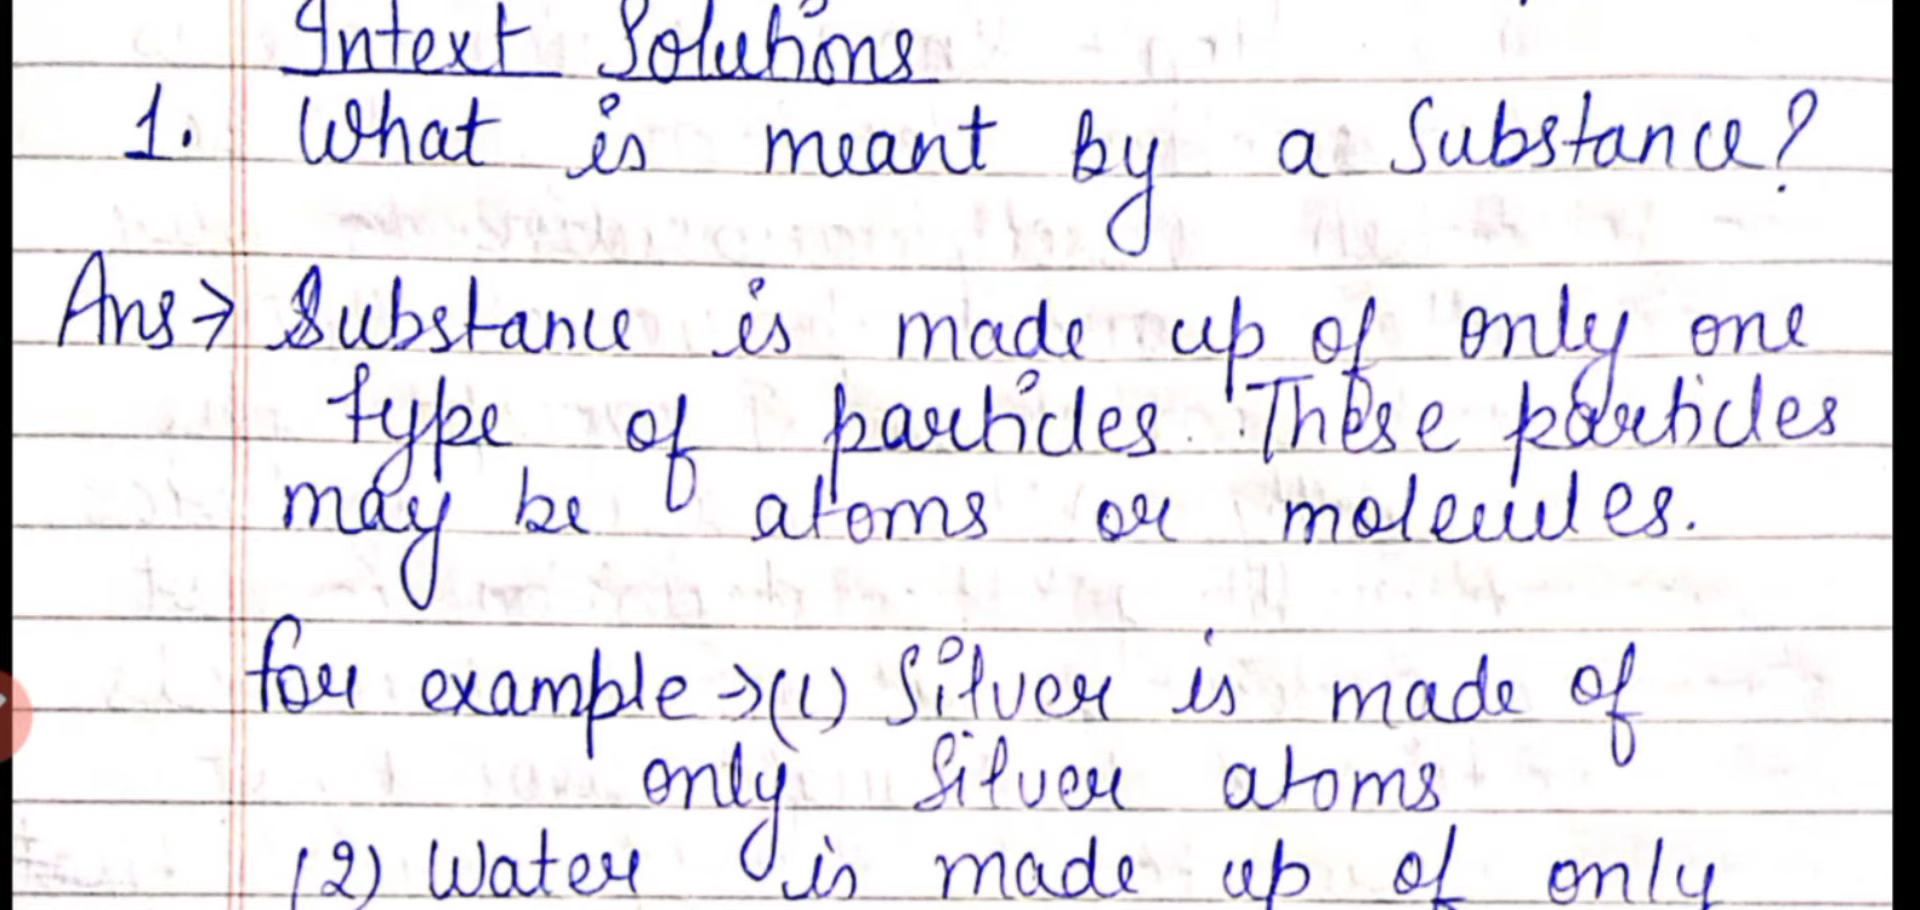 Intext Solutions
1. What is meant by a Substance?
Ans→ Substance is made up of only one
type of particles. These particles
may be atoms or molecules.
for example →(1) Silver is made of
only Silver atoms
(2) Water is made up of only